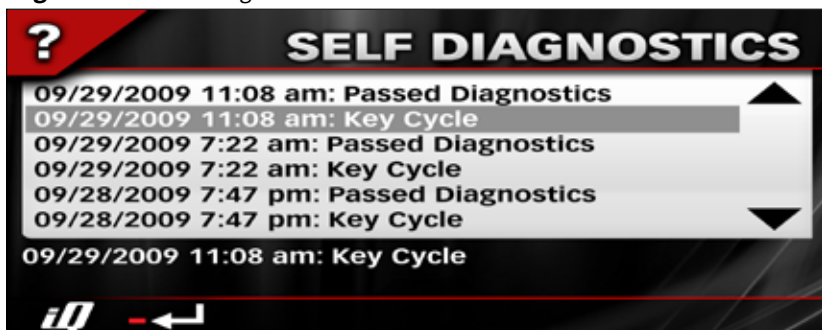 ?
SELF DIAGNOSTICS
09/29/2009 11:08 am: Passed Diagnostics
09/29/2009 11:08 am: Key Cycle
09/29/2009 7:22 am: Passed Diagnostics
09/29/2009 7:22 am: Key Cycle
09/28/2009 7:47 pm: Passed Diagnostics
09/28/2009 7:47 pm: Key Cycle
09/29/2009 11:08 am: Key Cycle
iQ